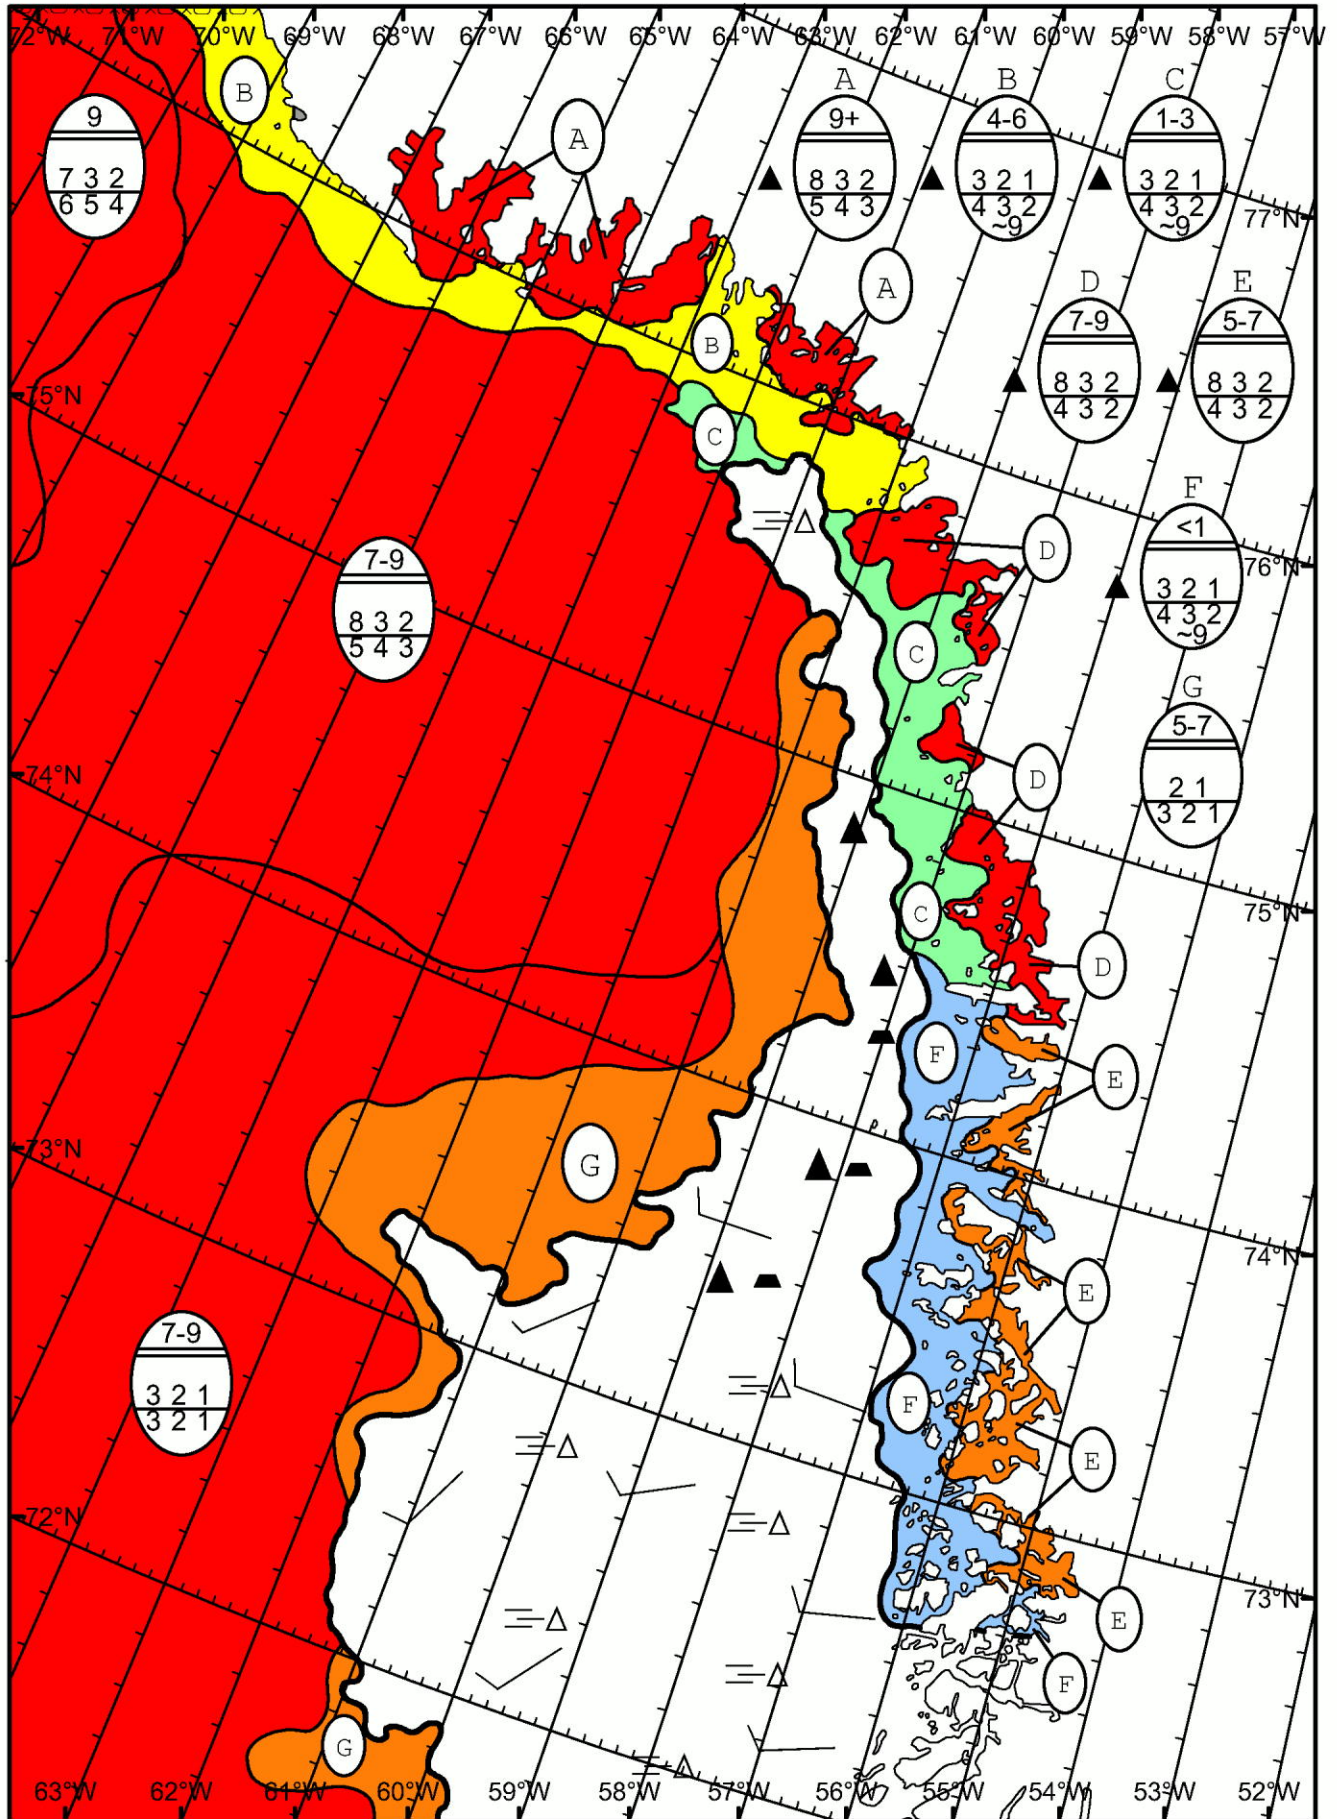 72°W 71°W 70°W 69°W 68°W 67°W 66°W 65°W 64°W 63°W 62°W 61°W 60°W 59°W 58°W 57°W
B
A
9
7 3 2
6 5 4
A
9+
8 3 2
5 4 3
B
4-6
3 2 1
4 3 2
~9
C
1-3
3 2 1
4 3 2
~9
77°N
A
B
D
7-9
8 3 2
4 3 2
E
5-7
8 3 2
4 3 2
75°N
C
F
<1
3 2 1
4 3 2
~9
76°N
D
7-9
8 3 2
5 4 3
C
G
5-7
2 1
3 2 1
74°N
D
C
75°N
D
F
E
73°N
G
74°N
E
7-9
3 2 1
3 2 1
F
E
72°N
73°N
E
F
G
63°W 62°W 61°W 60°W 59°W 58°W 57°W 56°W 55°W 54°W 53°W 52°W